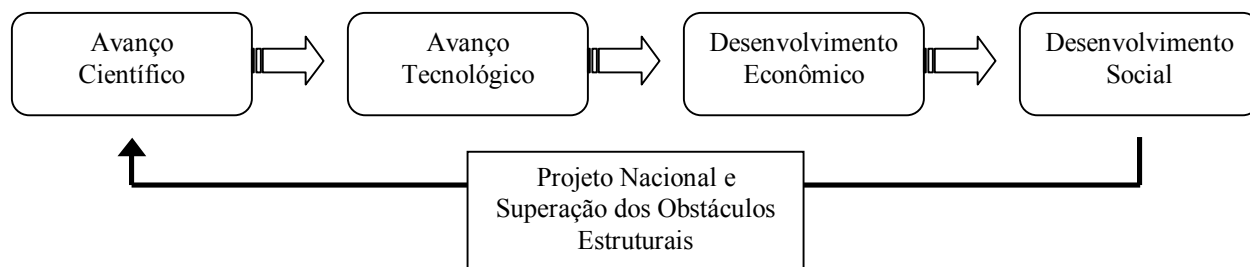 Avanço
Científico
Avanço
Tecnológico
Desenvolvimento
Econômico
Desenvolvimento
Social
Projeto Nacional e
Superação dos Obstáculos
Estruturais